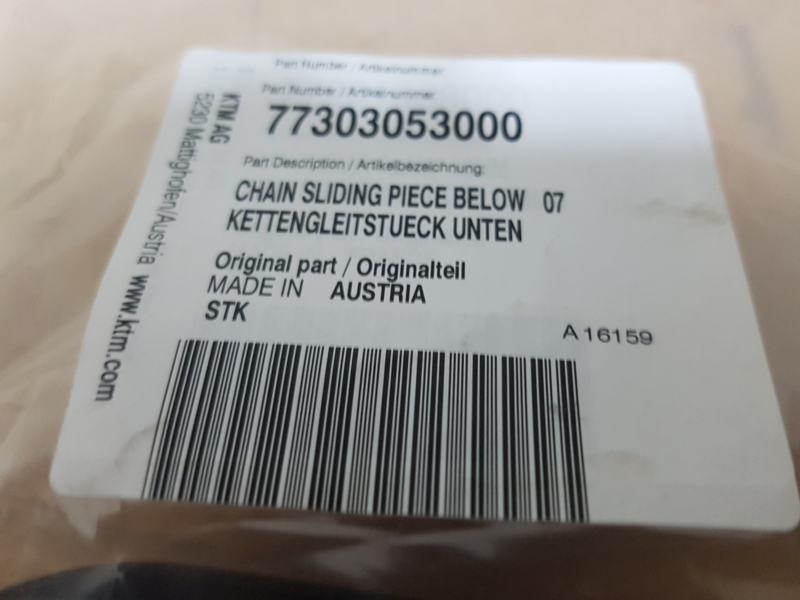 Part Number / Artikelnummer
Part Number / Artikelnummer
77303053000
Part Description / Artikelbezeichnung:
CHAIN SLIDING PIECE BELOW 07
KETTENGLEITSTUECK UNTEN
Original part / Originalteil
MADE IN AUSTRIA
STK
A 16159
KTM AG
5230 Mattighofen/Austria www.ktm.com